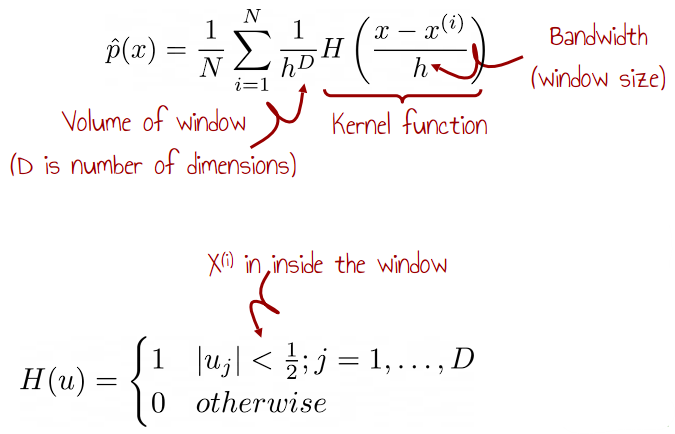 p̂(x) = 1/N ∑_{i=1}^{N} 1/h^D H((x − x^{(i)})/h)
Bandwidth
(window size)
Volume of window
(D is number of dimensions)
Kernel function
X^{(i)} in inside the window
H(u) = { 1 |u_j| < 1/2; j = 1, . . . , D
0 otherwise